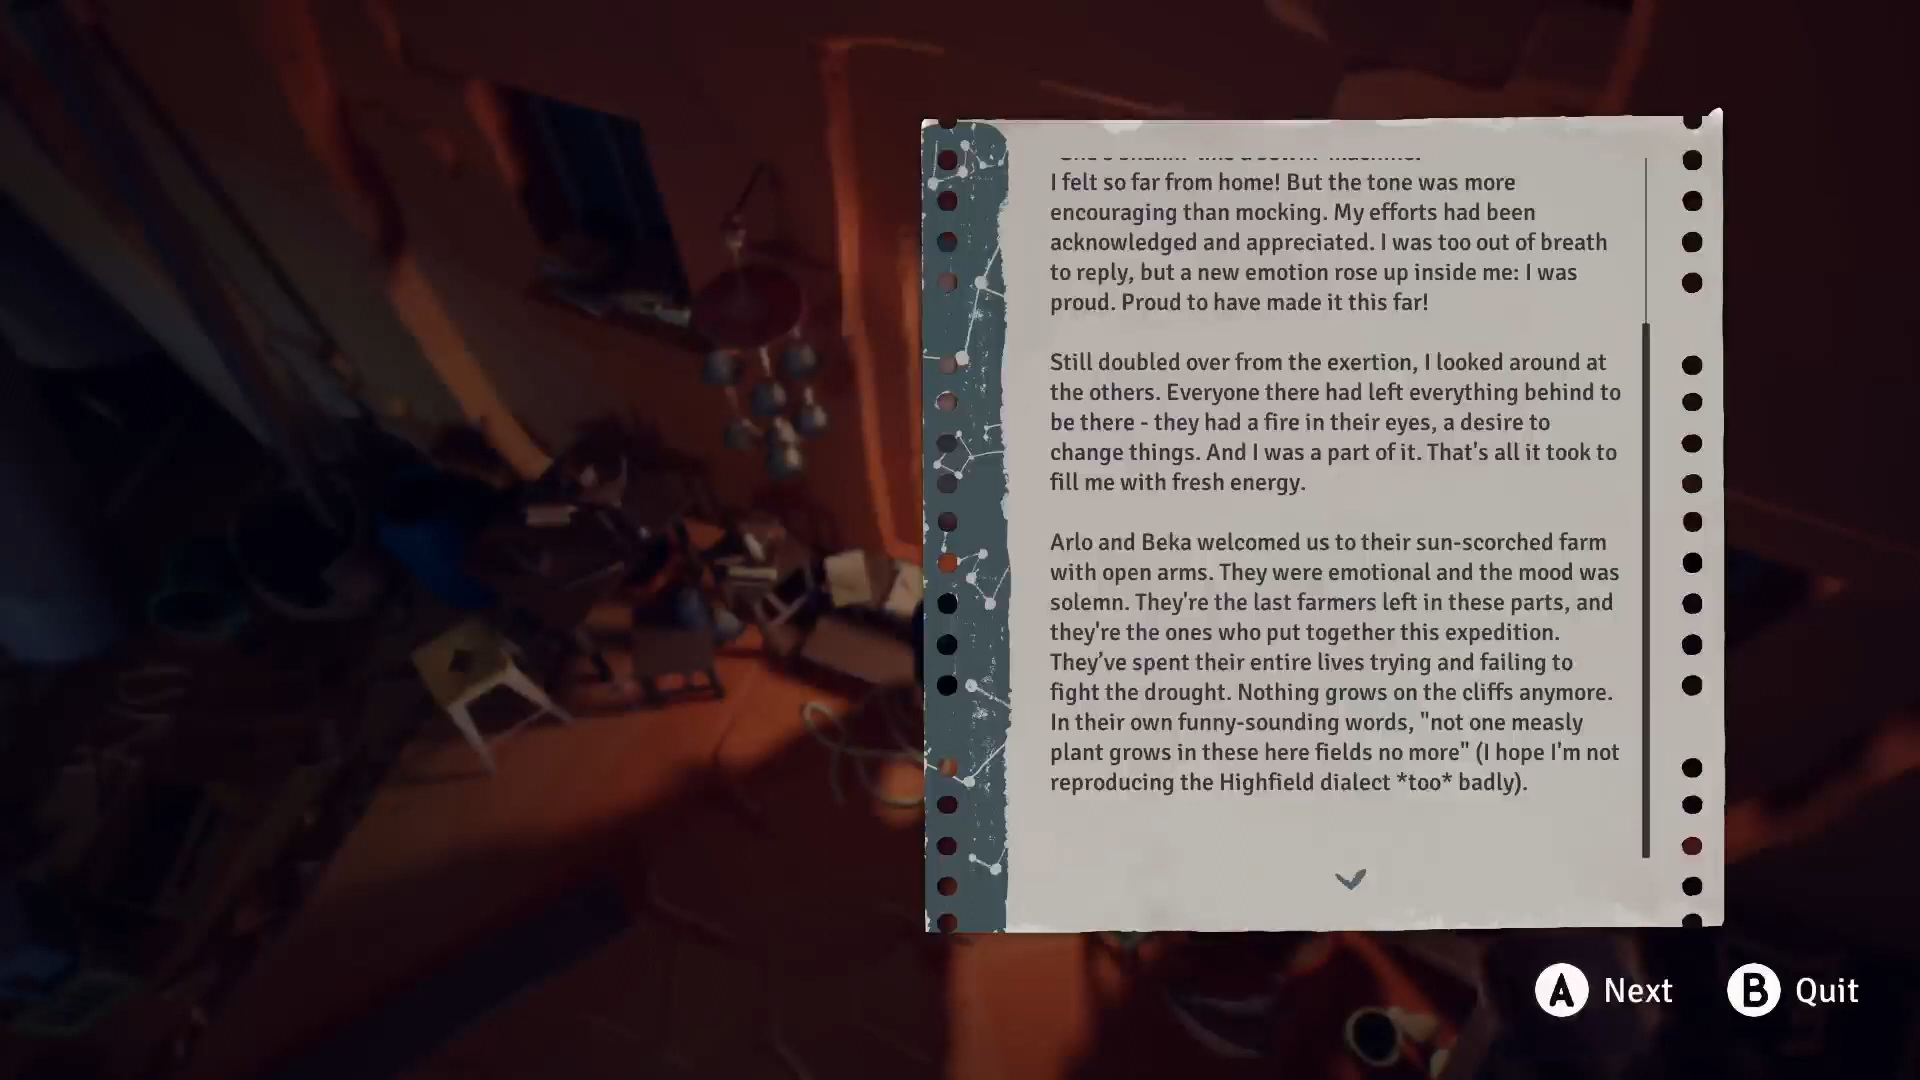 I felt so far from home! But the tone was more
encouraging than mocking. My efforts had been
acknowledged and appreciated. I was too out of breath
to reply, but a new emotion rose up inside me: I was
proud. Proud to have made it this far!
Still doubled over from the exertion, I looked around at
the others. Everyone there had left everything behind to
be there - they had a fire in their eyes, a desire to
change things. And I was a part of it. That's all it took to
fill me with fresh energy.
Arlo and Beka welcomed us to their sun-scorched farm
with open arms. They were emotional and the mood was
solemn. They're the last farmers left in these parts, and
they're the ones who put together this expedition.
They’ve spent their entire lives trying and failing to
fight the drought. Nothing grows on the cliffs anymore.
In their own funny-sounding words, "not one measly
plant grows in these here fields no more" (I hope I'm not
reproducing the Highfield dialect *too* badly).
A Next B Quit